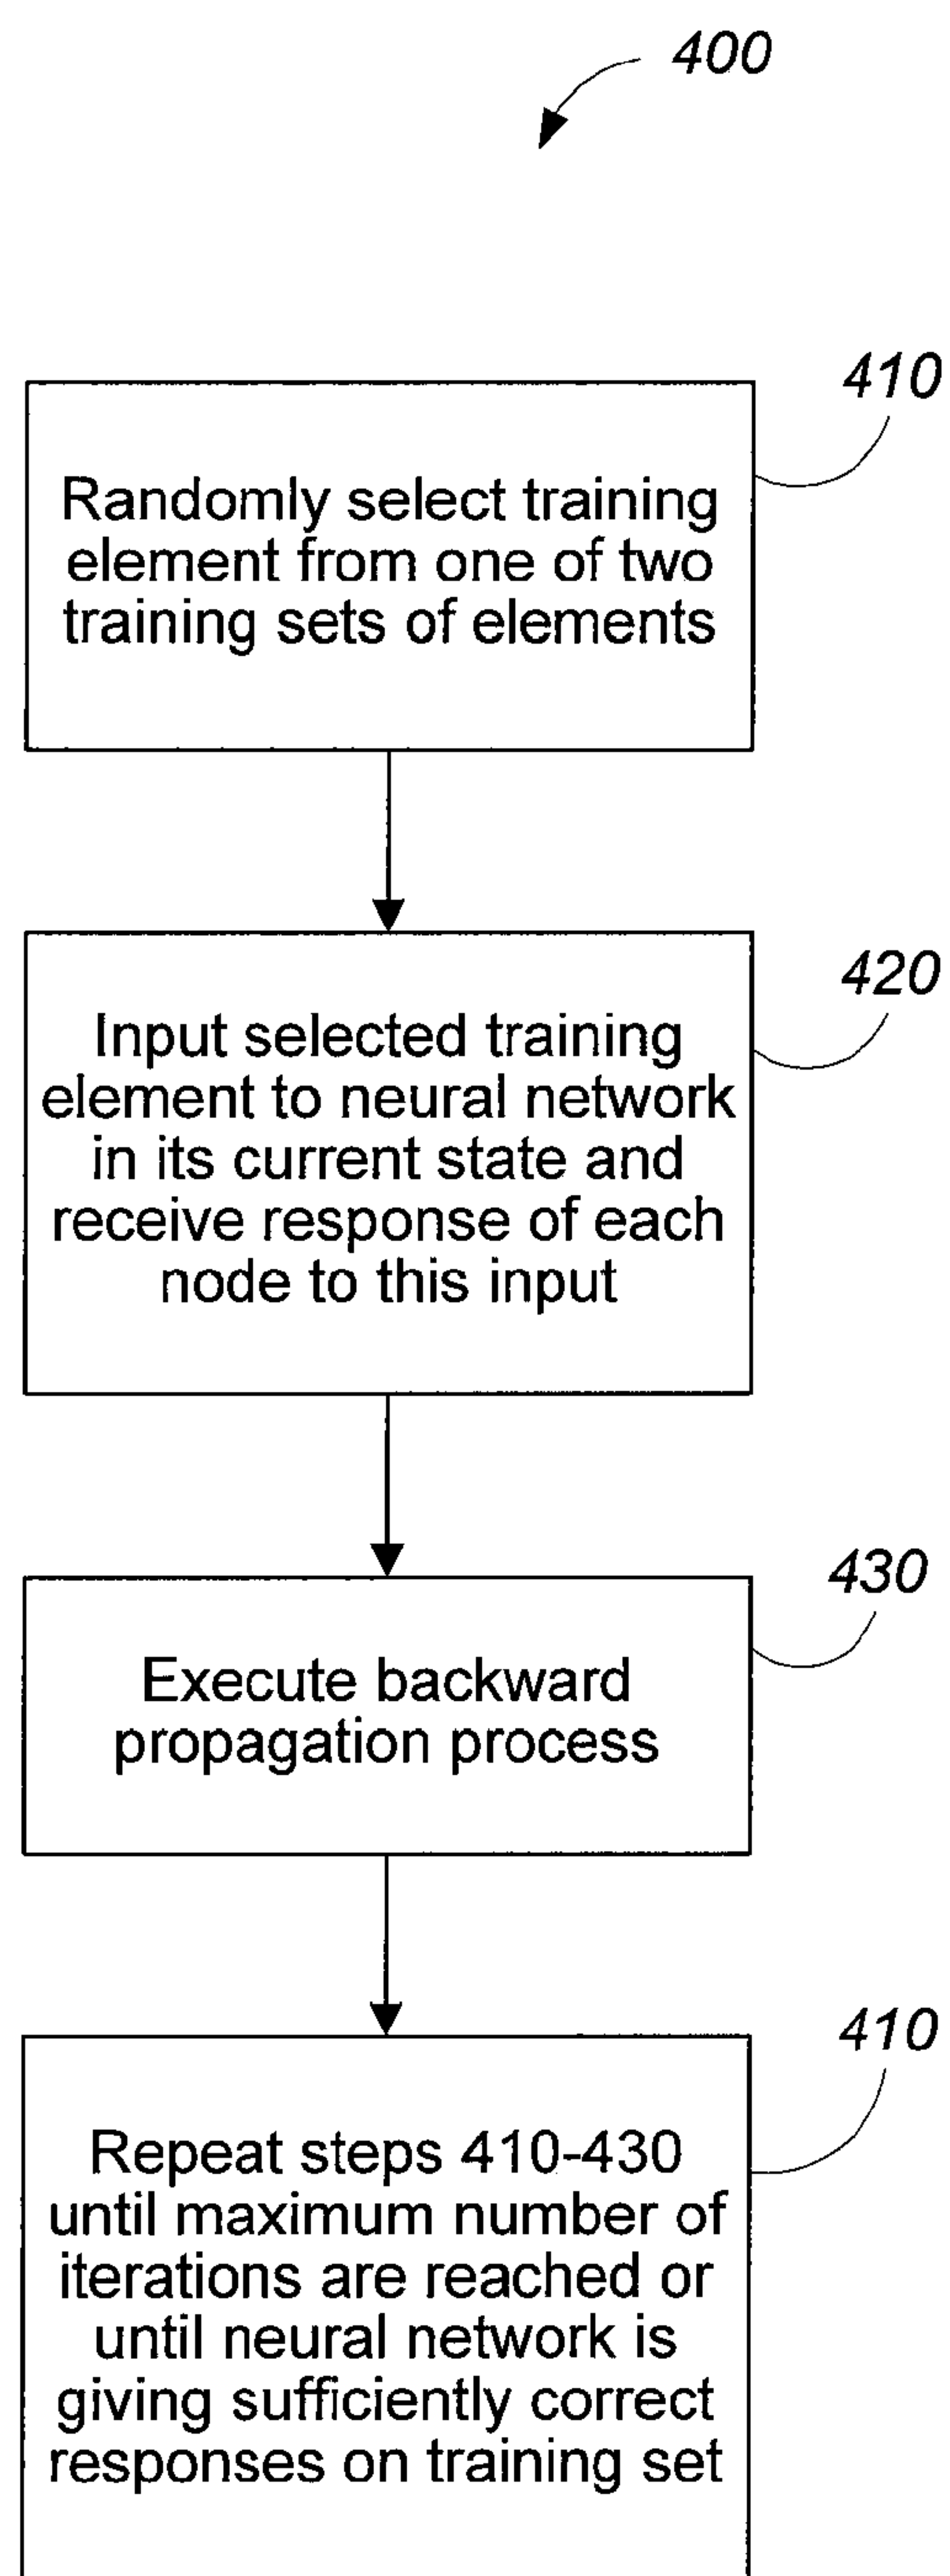 400
410
Randomly select training
element from one of two
training sets of elements
420
Input selected training
element to neural network
in its current state and
receive response of each
node to this input
430
Execute backward
propagation process
410
Repeat steps 410-430
until maximum number of
iterations are reached or
until neural network is
giving sufficiently correct
responses on training set